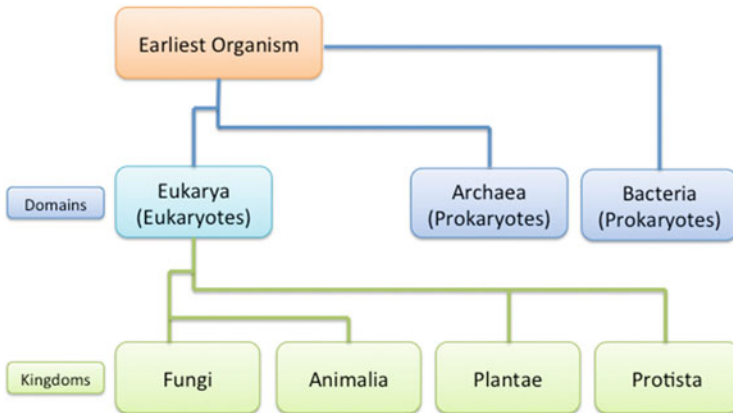 Earliest Organism
Domains
Eukarya
(Eukaryotes)
Archaea
(Prokaryotes)
Bacteria
(Prokaryotes)
Kingdoms
Fungi
Animalia
Plantae
Protista